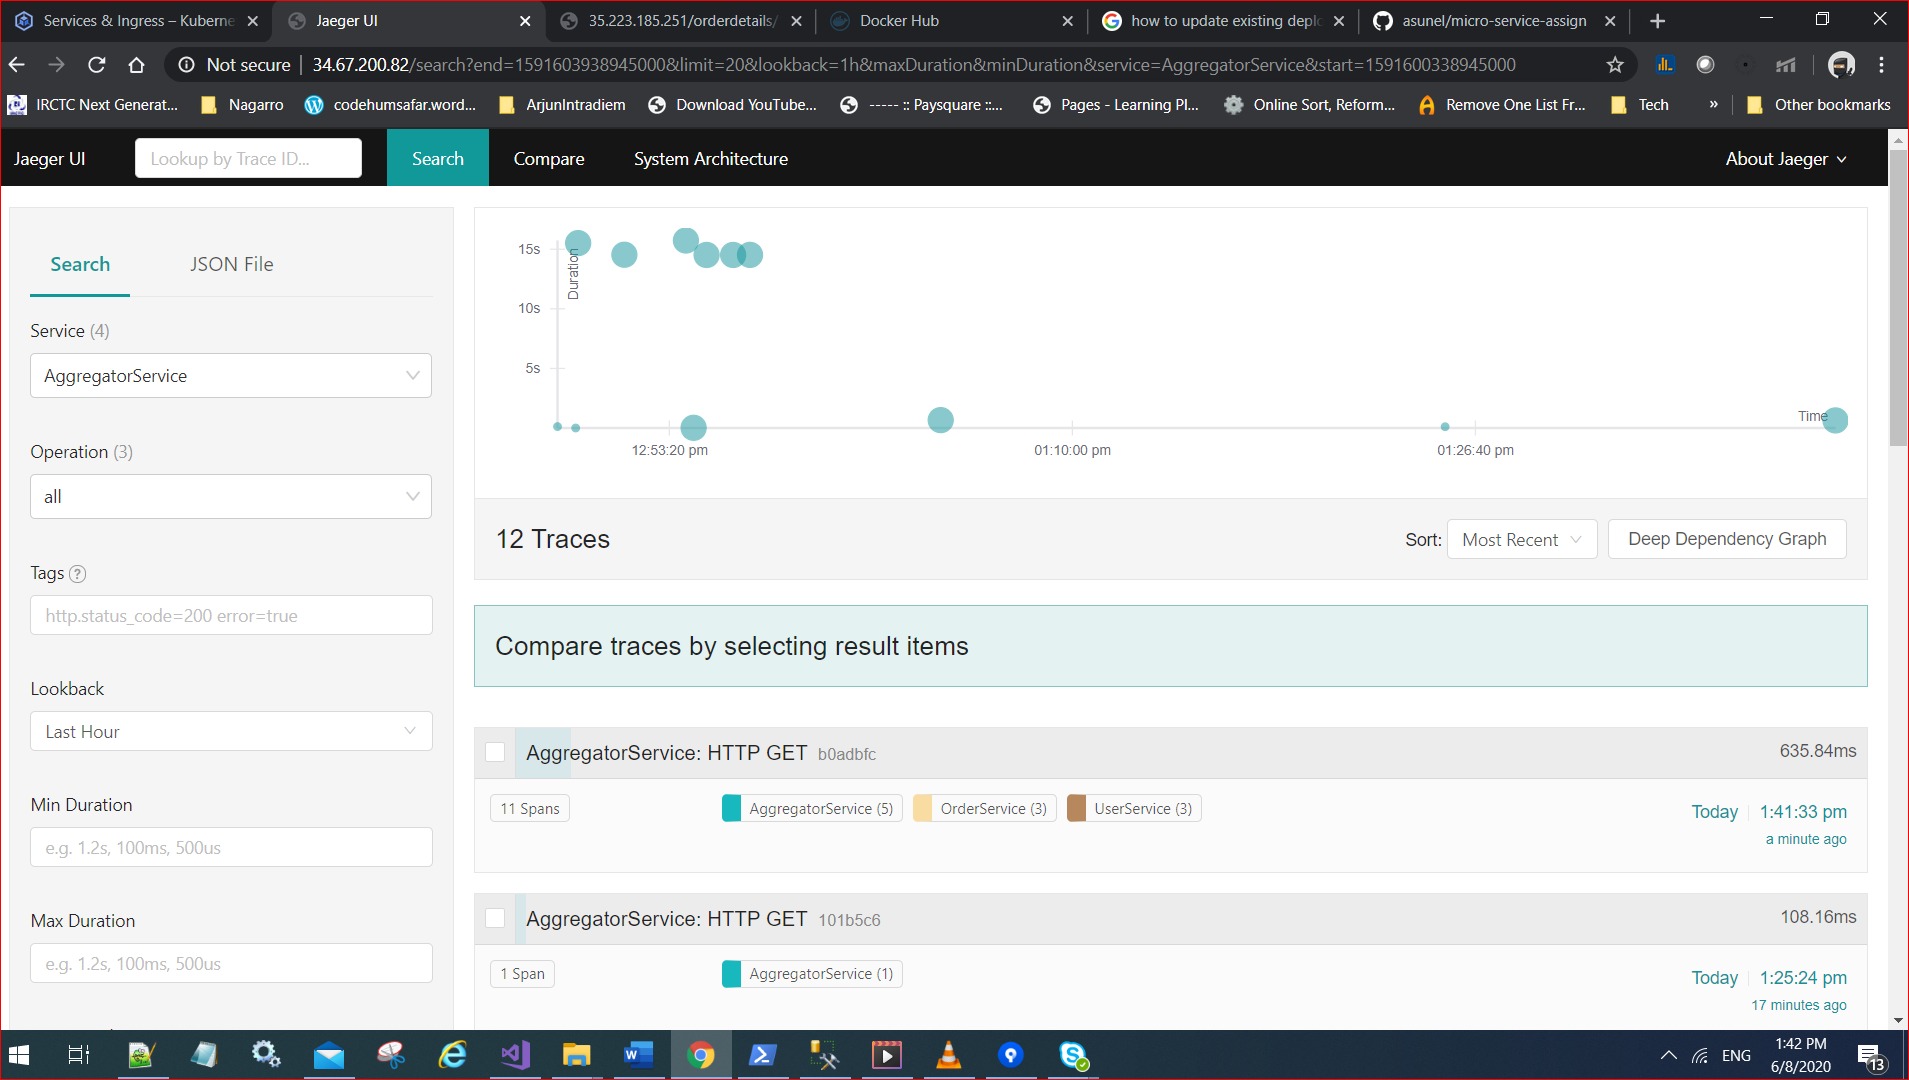 Services & Ingress – Kuberne
Jaeger UI
35.223.185.251/orderdetails/
Docker Hub
how to update existing deplo
asunel/micro-service-assign
Not secure
34.67.200.82/search?end=1591603938945000&limit=20&lookback=1h&maxDuration&minDuration&service=AggregatorService&start=1591600338945000
IRCTC Next Generat...
Nagarro
codehumsafar.word...
ArjunIntradiem
Download YouTube...
----- :: Paysquare ::...
Pages - Learning Pl...
Online Sort, Reform...
Remove One List Fr...
Tech
»
Other bookmarks
Jaeger UI
Lookup by Trace ID...
Search
Compare
System Architecture
About Jaeger
Search
JSON File
Service (4)
AggregatorService
Operation (3)
all
Tags ?
http.status_code=200 error=true
Lookback
Last Hour
Min Duration
e.g. 1.2s, 100ms, 500us
Max Duration
e.g. 1.2s, 100ms, 500us
15s
10s
5s
Duration
Time
12:53:20 pm
01:10:00 pm
01:26:40 pm
12 Traces
Sort:
Most Recent
Deep Dependency Graph
Compare traces by selecting result items
AggregatorService: HTTP GET b0adbfc
635.84ms
11 Spans
AggregatorService (5)
OrderService (3)
UserService (3)
Today
1:41:33 pm
a minute ago
AggregatorService: HTTP GET 101b5c6
108.16ms
1 Span
AggregatorService (1)
Today
1:25:24 pm
17 minutes ago
ENG
1:42 PM
6/8/2020
13